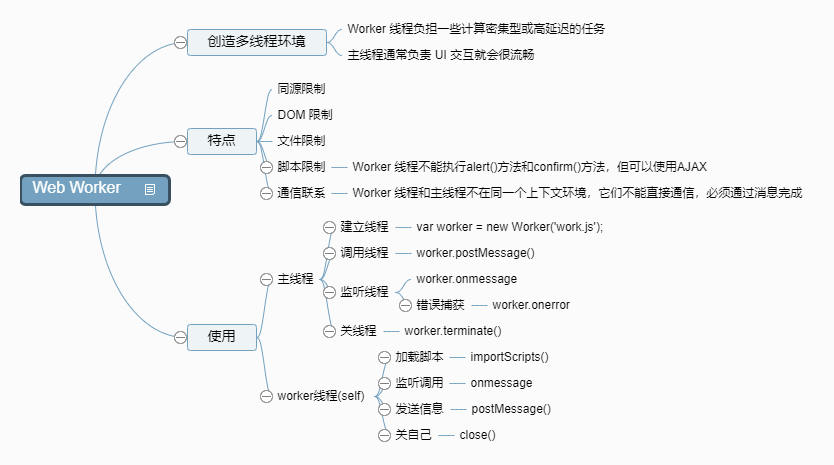 Web Worker
创造多线程环境
Worker 线程负担一些计算密集型或高延迟的任务
主线程通常负责 UI 交互就会很流畅
特点
同源限制
DOM 限制
文件限制
脚本限制
Worker 线程不能执行alert()方法和confirm()方法，但可以使用AJAX
通信联系
Worker 线程和主线程不在同一个上下文环境，它们不能直接通信，必须通过消息完成
使用
主线程
建立线程
var worker = new Worker('work.js');
调用线程
worker.postMessage()
监听线程
worker.onmessage
错误捕获
worker.onerror
关线程
worker.terminate()
worker线程(self)
加载脚本
importScripts()
监听调用
onmessage
发送信息
postMessage()
关自己
close()